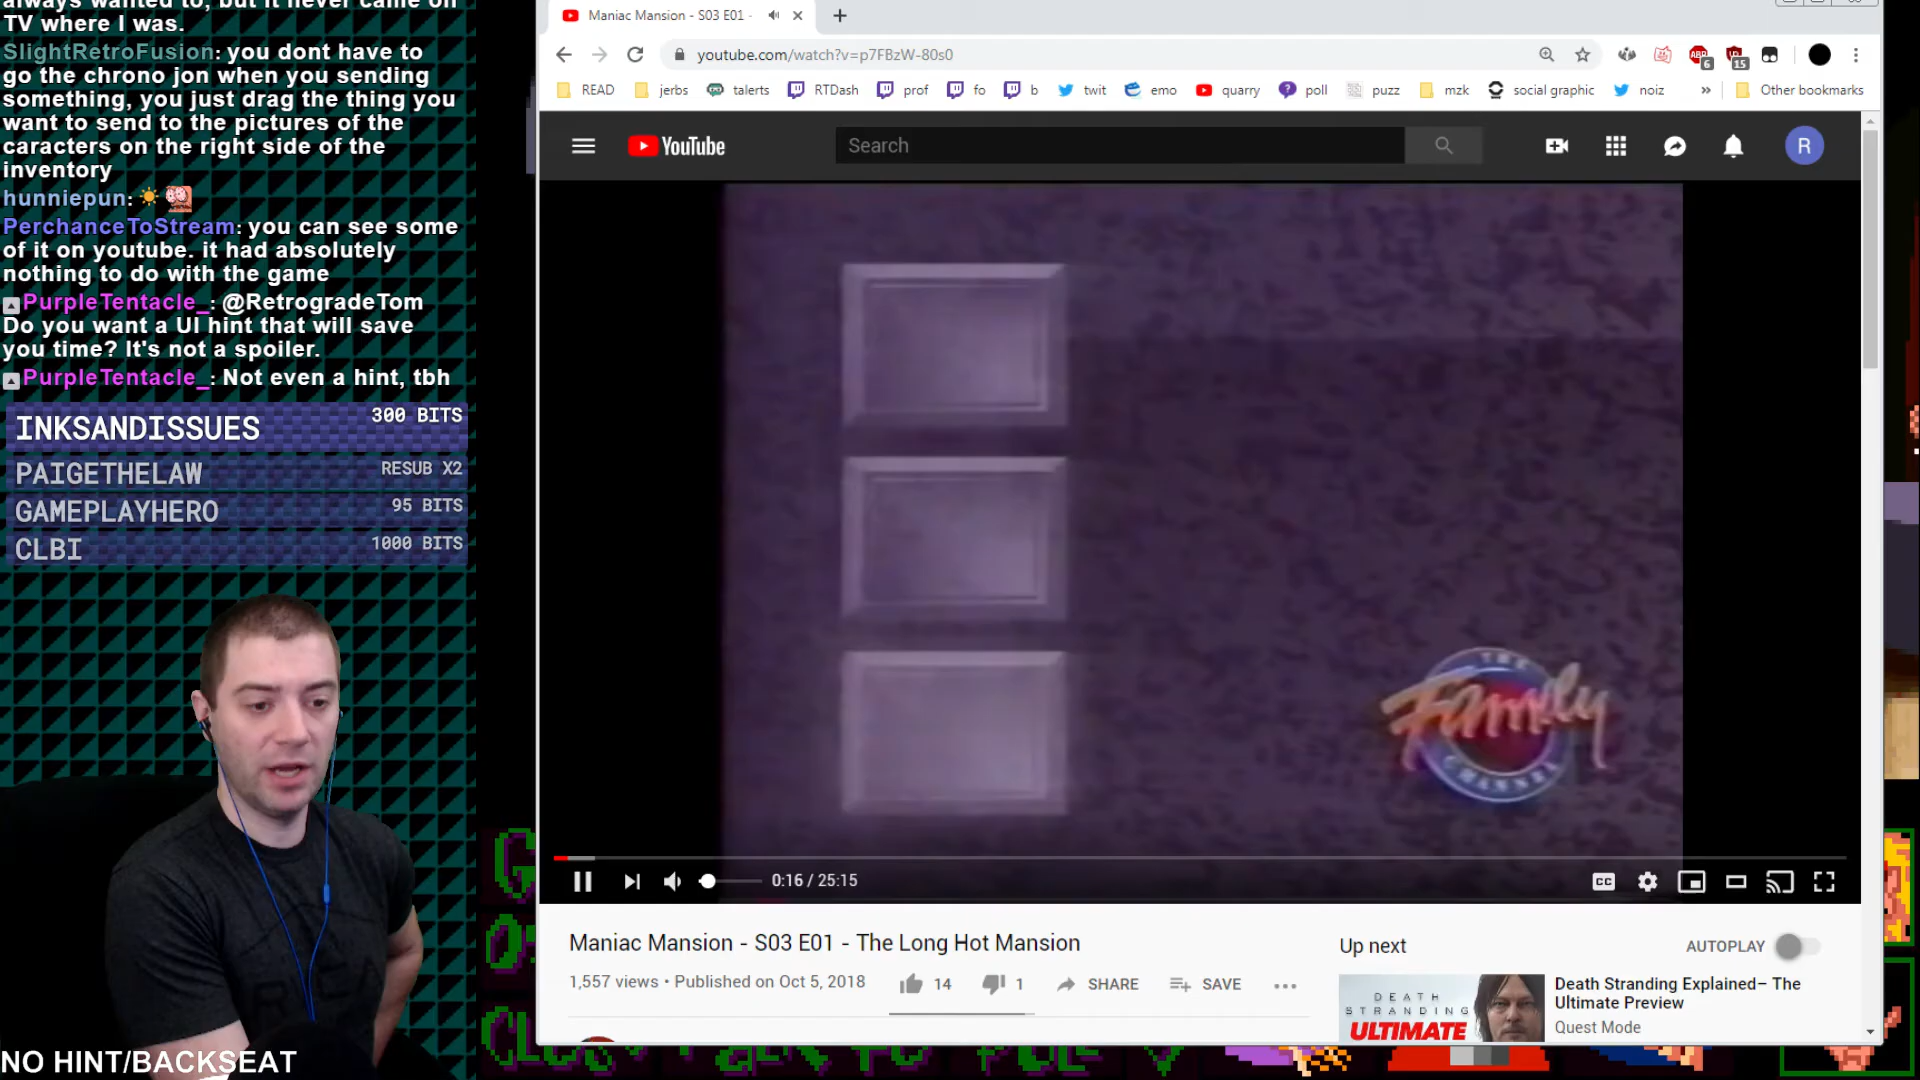 always wanted to, but it never came on
TV where I was.
SlightRetroFusion: you dont have to
go the chrono jon when you sending
something, you just drag the thing you
want to send to the pictures of the
caracters on the right side of the
inventory
hunniepun:
PerchanceToStream: you can see some
of it on youtube. it had absolutely
nothing to do with the game
PurpleTentacle_: @RetrogradeTom
Do you want a UI hint that will save
you time? It's not a spoiler.
PurpleTentacle_: Not even a hint, tbh
INKSANDISSUES 300 BITS
PAIGETHELAW RESUB X2
GAMEPLAYHERO 95 BITS
CLBI 1000 BITS
NO HINT/BACKSEAT
Maniac Mansion - S03 E01 -
youtube.com/watch?v=p7FBzW-80s0
6
15
READ jerbs talerts RTDash prof fo b twit emo quarry poll puzz mzk social graphic noiz » Other bookmarks
YouTube
Search
R
THE
Family
CHANNEL
0:16 / 25:15
CC
Maniac Mansion - S03 E01 - The Long Hot Mansion
1,557 views • Published on Oct 5, 2018
14 1 SHARE SAVE
Up next AUTOPLAY
DEATH
STRANDING
ULTIMATE
Death Stranding Explained– The
Ultimate Preview
Quest Mode